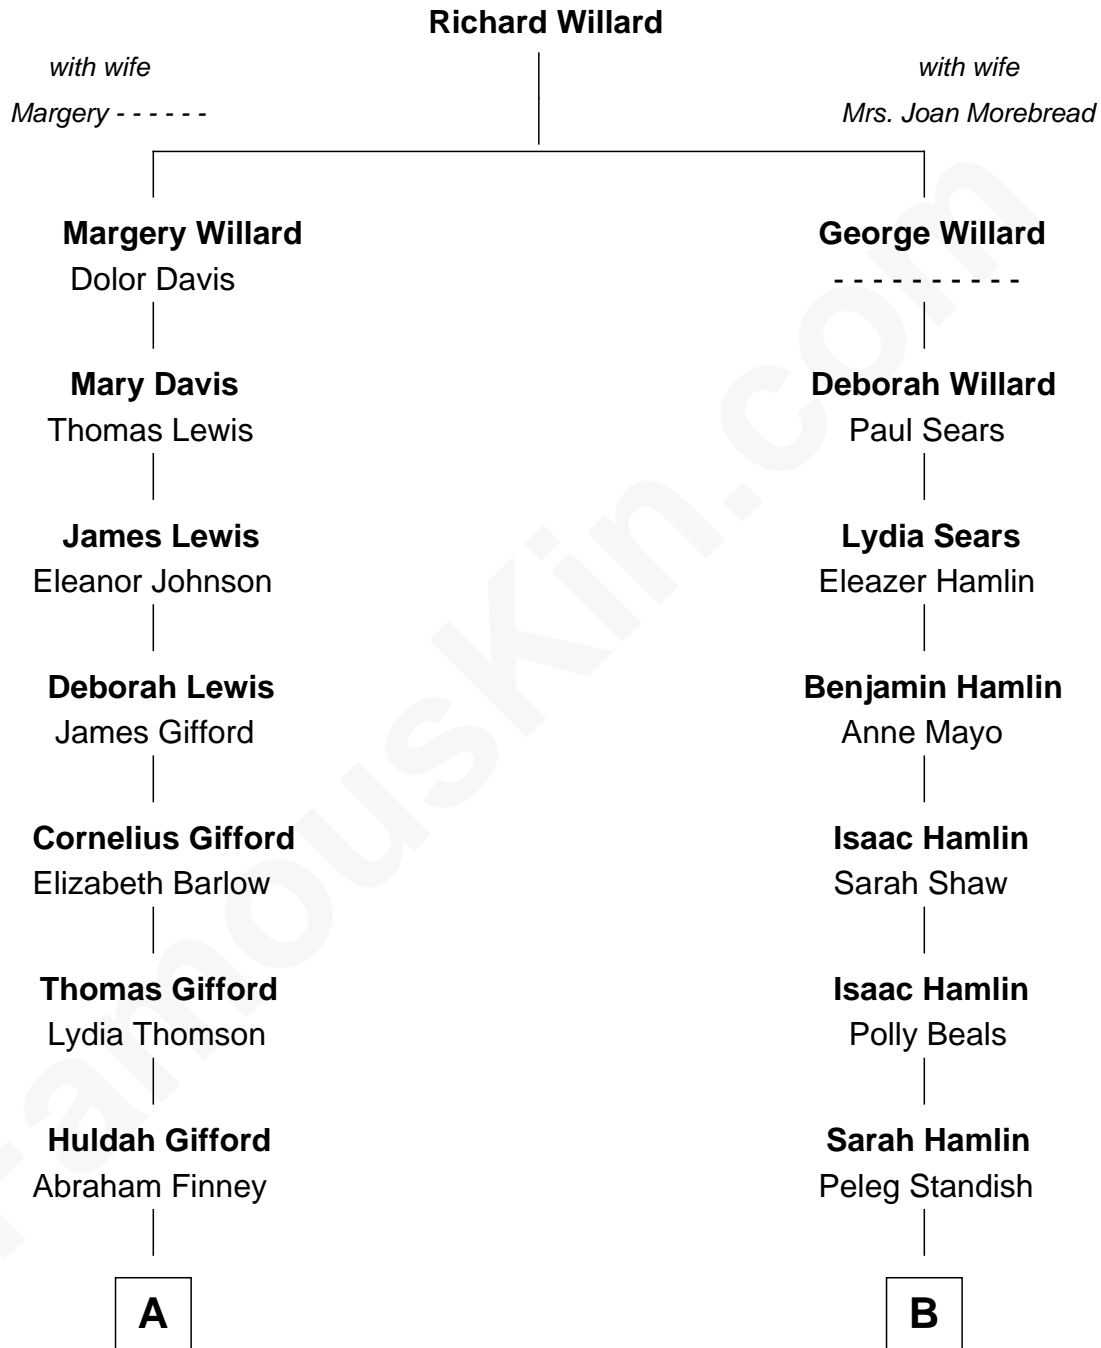 Richard Willard
with wife
Margery - - - - - -
with wife
Mrs. Joan Morebread
Margery Willard
Dolor Davis
George Willard
- - - - - - - - - -
Mary Davis
Thomas Lewis
Deborah Willard
Paul Sears
James Lewis
Eleanor Johnson
Lydia Sears
Eleazer Hamlin
Deborah Lewis
James Gifford
Benjamin Hamlin
Anne Mayo
Cornelius Gifford
Elizabeth Barlow
Isaac Hamlin
Sarah Shaw
Thomas Gifford
Lydia Thomson
Isaac Hamlin
Polly Beals
Huldah Gifford
Abraham Finney
Sarah Hamlin
Peleg Standish
A
B
FamousKin.com